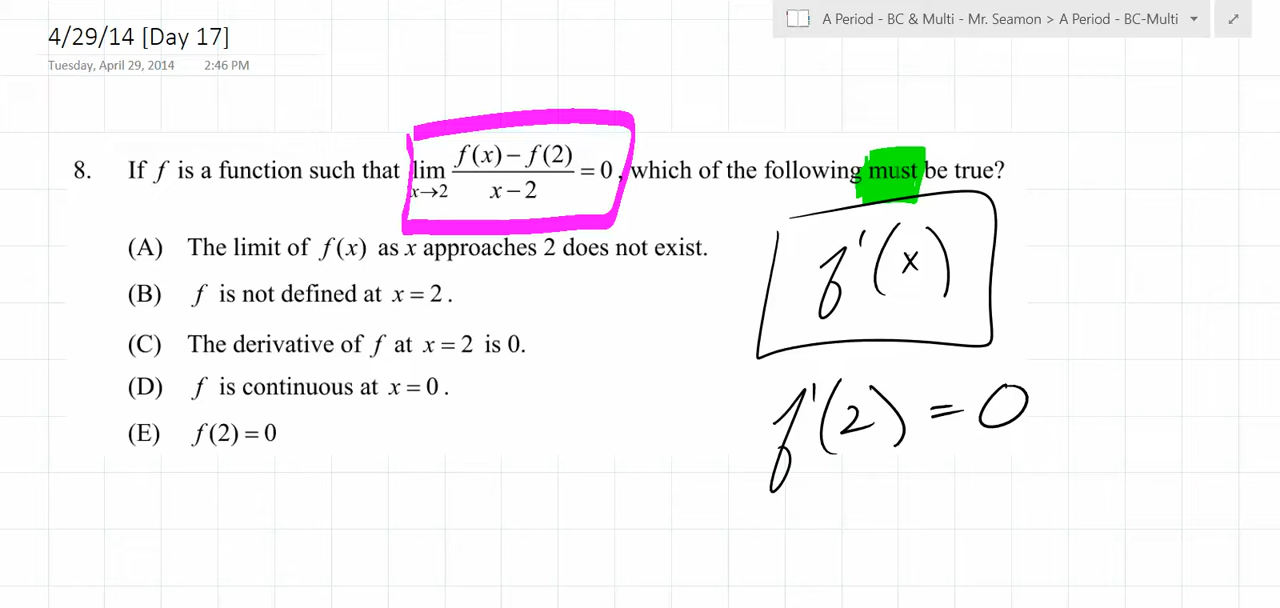 A Period - BC & Multi - Mr. Seamon > A Period - BC-Multi
4/29/14 [Day 17]
Tuesday, April 29, 2014 2:46 PM
8. If f is a function such that lim x→2 (f(x) − f(2))/(x − 2) = 0, which of the following must be true?
(A) The limit of f(x) as x approaches 2 does not exist.
(B) f is not defined at x = 2.
(C) The derivative of f at x = 2 is 0.
(D) f is continuous at x = 0.
(E) f(2) = 0
f'(x)
f'(2) = 0